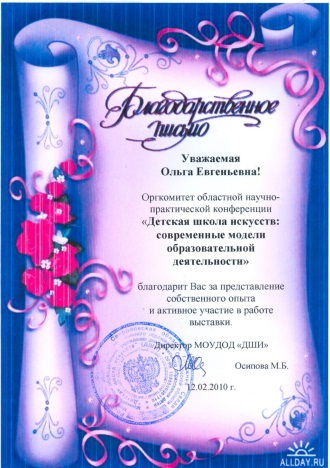 Благодарственное
письмо
Уважаемая
Ольга Евгеньевна!
Оргкомитет областной научно-
практической конференции
«Детская школа искусств:
современные модели
образовательной
деятельности»
благодарит Вас за представление
собственного опыта
и активное участие в работе
выставки.
Директор МОУДОД «ДШИ»
Осипова М.Б.
12.02.2010 г.
ALLDAY.RU